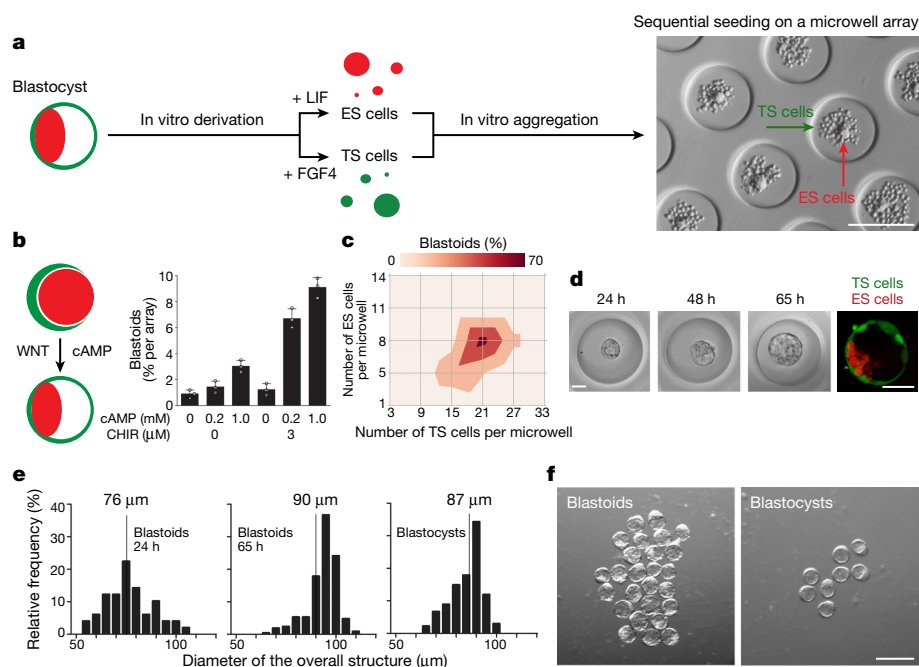 Sequential seeding on a microwell array
a
Blastocyst
In vitro derivation
+ LIF
ES cells
TS cells
+ FGF4
In vitro aggregation
TS cells
ES cells
b
WNT
cAMP
Blastoids
(% per array)
10
8
6
4
2
0
cAMP (mM) 0 0.2 1.0 0 0.2 1.0
CHIR (μM) 0 3
c
Blastoids (%)
0 70
Number of ES cells
per microwell
14
11
8
5
1
3 9 15 21 27 33
Number of TS cells per microwell
d
24 h
48 h
65 h
TS cells
ES cells
e
Relative frequency (%)
40
30
20
10
0
76 μm
Blastoids
24 h
50 100
90 μm
Blastoids
65 h
50 100
87 μm
Blastocysts
50 100
Diameter of the overall structure (μm)
f
Blastoids
Blastocysts